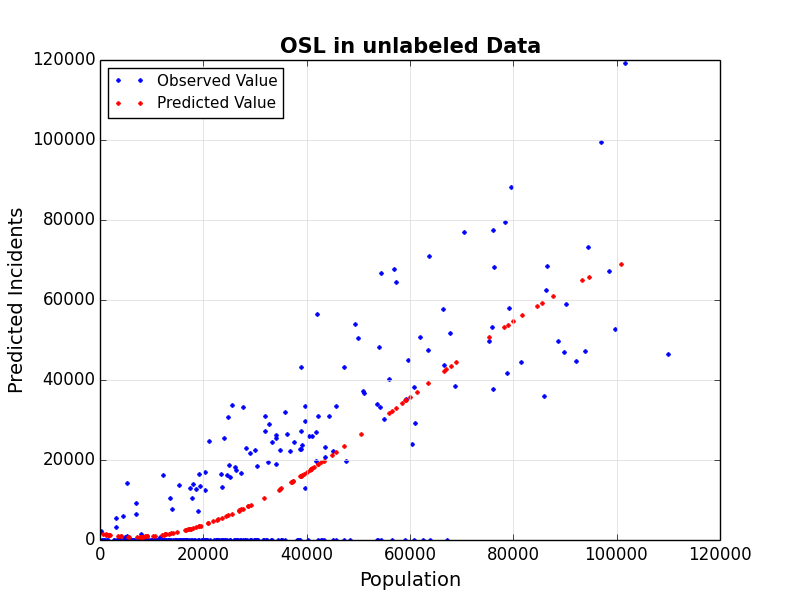 OSL in unlabeled Data
Observed Value
Predicted Value
120000
100000
80000
60000
40000
20000
0
Predicted Incidents
0 20000 40000 60000 80000 100000 120000
Population